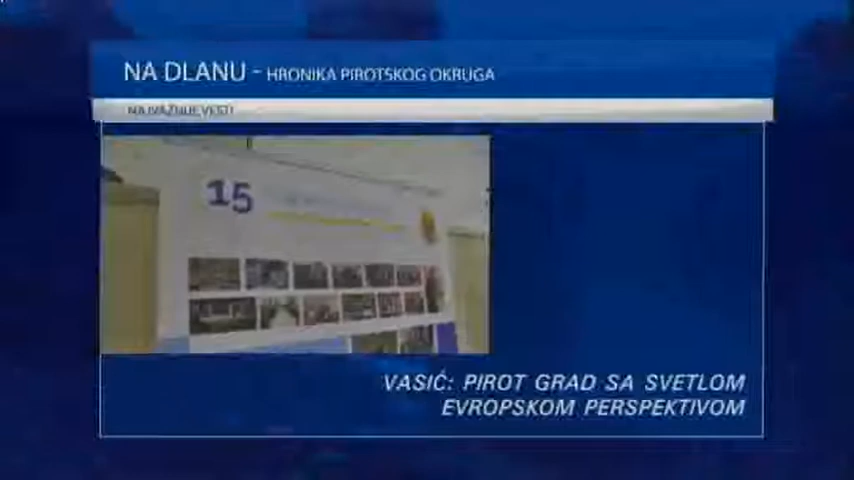 NA DLANU - HRONIKA PIROTSKOG OKRUGA
NAJVAŽNIJE VESTI
15
VASIĆ: PIROT GRAD SA SVETLOM
EVROPSKOM PERSPEKTIVOM